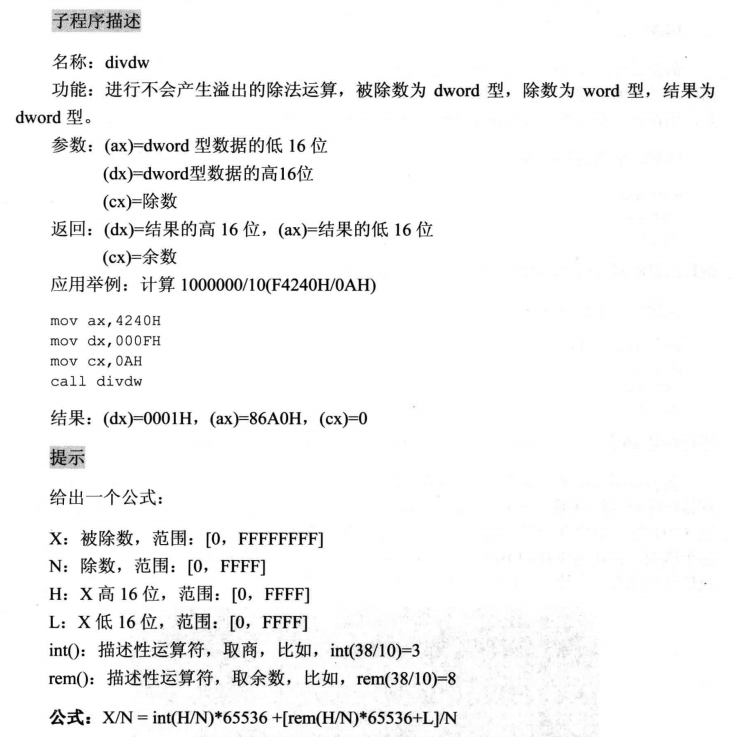 子程序描述
名称：divdw
功能：进行不会产生溢出的除法运算，被除数为 dword 型，除数为 word 型，结果为
dword 型。
参数：(ax)=dword 型数据的低 16 位
(dx)=dword型数据的高16位
(cx)=除数
返回：(dx)=结果的高 16 位，(ax)=结果的低 16 位
(cx)=余数
应用举例：计算 1000000/10(F4240H/0AH)
mov ax,4240H
mov dx,000FH
mov cx,0AH
call divdw
结果：(dx)=0001H，(ax)=86A0H，(cx)=0
提示
给出一个公式：
X：被除数，范围：[0，FFFFFFFF]
N：除数，范围：[0，FFFF]
H：X 高 16 位，范围：[0，FFFF]
L：X 低 16 位，范围：[0，FFFF]
int()：描述性运算符，取商，比如，int(38/10)=3
rem()：描述性运算符，取余数，比如，rem(38/10)=8
公式：X/N = int(H/N)*65536 +[rem(H/N)*65536+L]/N